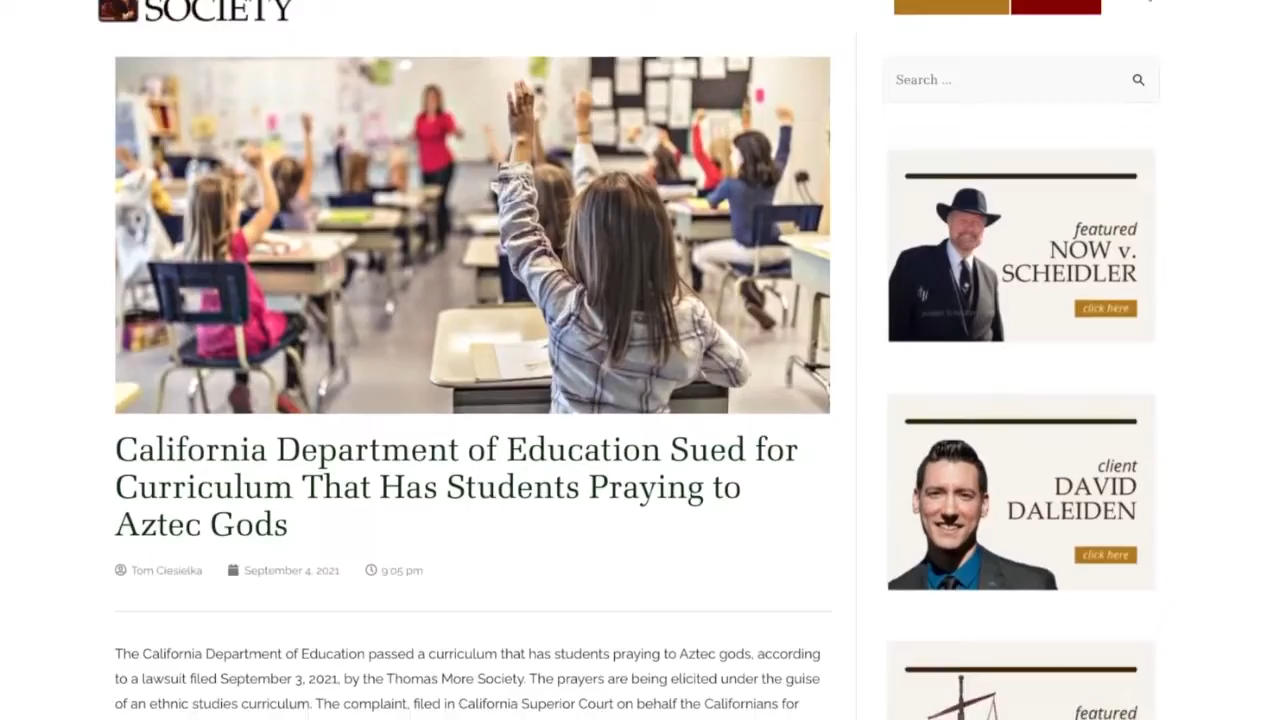 SOCIETY
Search ...
featured
NOW v.
SCHEIDLER
click here
client
DAVID
DALEIDEN
click here
featured
California Department of Education Sued for
Curriculum That Has Students Praying to
Aztec Gods
Tom Ciesielka September 4, 2021 9:05 pm
The California Department of Education passed a curriculum that has students praying to Aztec gods, according
to a lawsuit filed September 3, 2021, by the Thomas More Society. The prayers are being elicited under the guise
of an ethnic studies curriculum. The complaint, filed in California Superior Court on behalf the Californians for